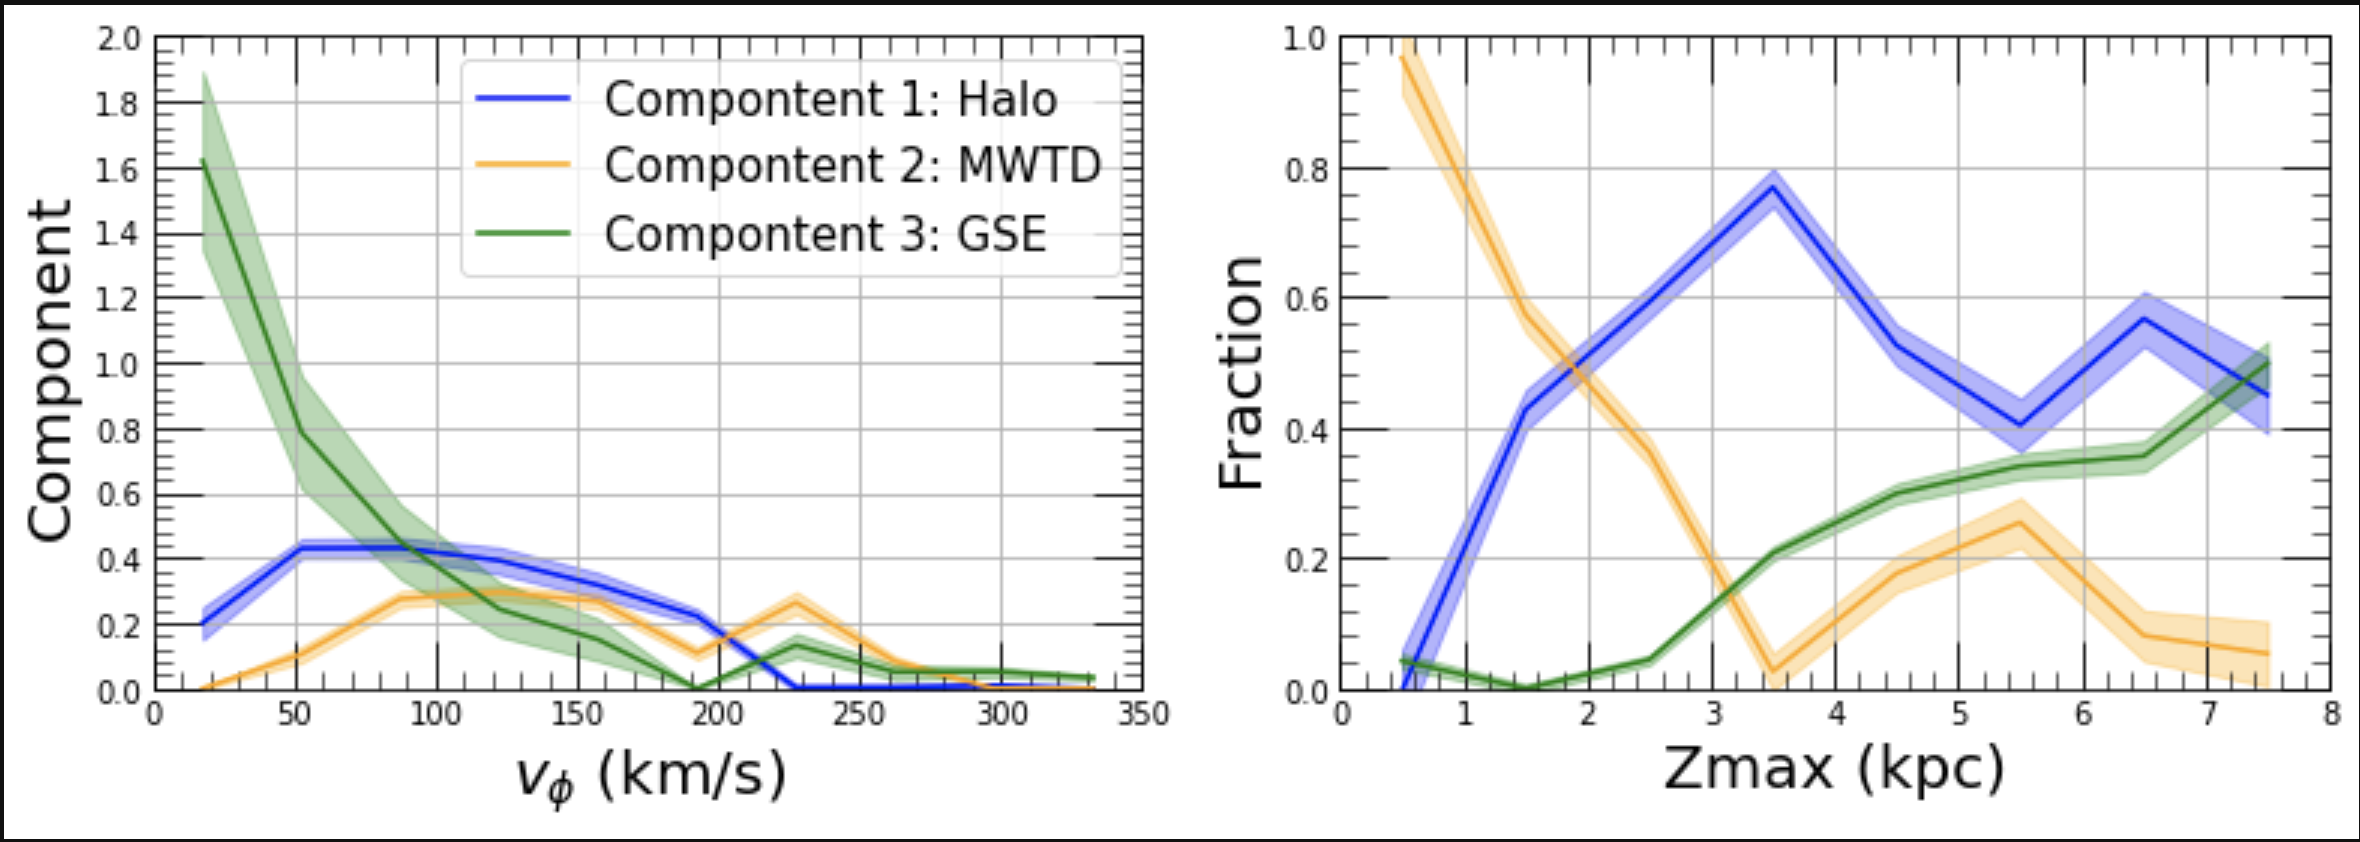 2.0
1.8
1.6
1.4
1.2
1.0
0.8
0.6
0.4
0.2
0.0
Component
Compontent 1: Halo
Compontent 2: MWTD
Compontent 3: GSE
0 50 100 150 200 250 300 350
vϕ (km/s)
1.0
0.8
0.6
0.4
0.2
0.0
Fraction
0 1 2 3 4 5 6 7 8
Zmax (kpc)